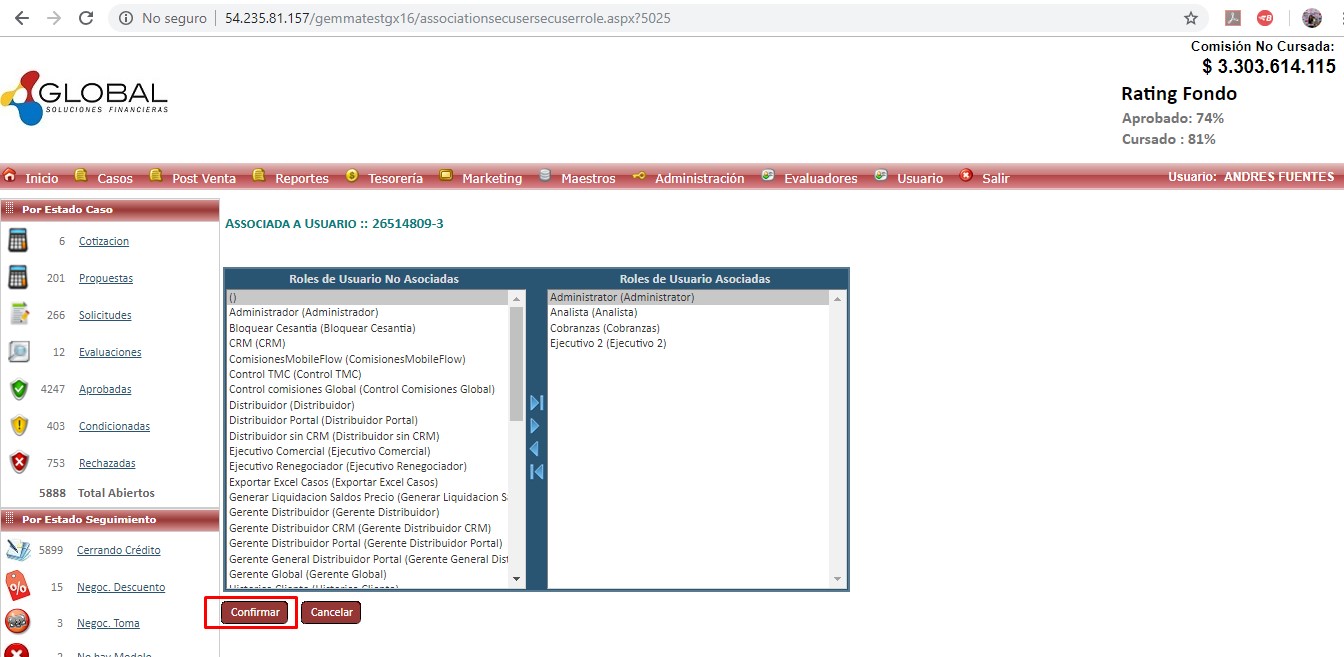 No seguro
54.235.81.157/gemmatestgx16/associationsecusersecuserrole.aspx?5025
Comisión No Cursada:
$ 3.303.614.115
Rating Fondo
Aprobado: 74%
Cursado : 81%
GLOBAL
SOLUCIONES FINANCIERAS
Inicio Casos Post Venta Reportes Tesorería Marketing Maestros Administración Evaluadores Usuario Salir Usuario: ANDRES FUENTES
Por Estado Caso
6 Cotizacion
201 Propuestas
266 Solicitudes
12 Evaluaciones
4247 Aprobadas
403 Condicionadas
753 Rechazadas
5888 Total Abiertos
Por Estado Seguimiento
5899 Cerrando Crédito
15 Negoc. Descuento
3 Negoc. Toma
2 No hay Modelo
ASSOCIADA A USUARIO :: 26514809-3
Roles de Usuario No Asociadas
()
Administrador (Administrador)
Bloquear Cesantia (Bloquear Cesantia)
CRM (CRM)
ComisionesMobileFlow (ComisionesMobileFlow)
Control TMC (Control TMC)
Control comisiones Global (Control Comisiones Global)
Distribuidor (Distribuidor)
Distribuidor Portal (Distribuidor Portal)
Distribuidor sin CRM (Distribuidor sin CRM)
Ejecutivo Comercial (Ejecutivo Comercial)
Ejecutivo Renegociador (Ejecutivo Renegociador)
Exportar Excel Casos (Exportar Excel Casos)
Generar Liquidacion Saldos Precio (Generar Liquidacion S
Gerente Distribuidor (Gerente Distribuidor)
Gerente Distribuidor CRM (Gerente Distribuidor CRM)
Gerente Distribuidor Portal (Gerente Distribuidor Portal)
Gerente General Distribuidor Portal (Gerente General Dist
Gerente Global (Gerente Global)
Historico Cliente (Historico Cliente)
Roles de Usuario Asociadas
Administrator (Administrator)
Analista (Analista)
Cobranzas (Cobranzas)
Ejecutivo 2 (Ejecutivo 2)
Confirmar Cancelar